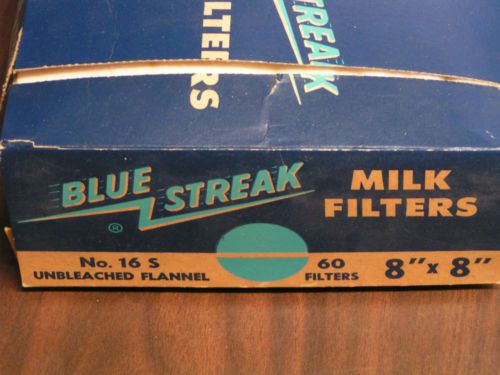 FILTERS
STREAK
BLUE STREAK
®
MILK
FILTERS
No. 16 S
UNBLEACHED FLANNEL
60
FILTERS
8" x 8"